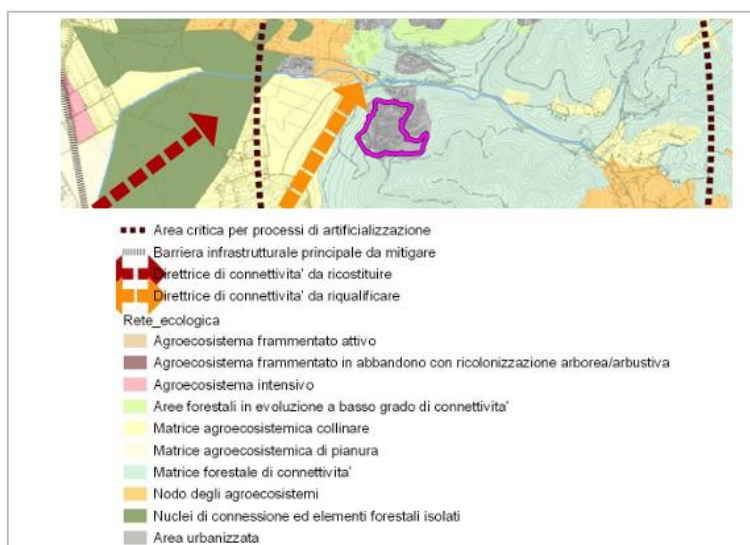 Area critica per processi di artificializzazione
Barriera infrastrutturale principale da mitigare
Direttrice di connettivita' da ricostituire
Direttrice di connettivita' da riqualificare
Rete_ecologica
Agroecosistema frammentato attivo
Agroecosistema frammentato in abbandono con ricolonizzazione arborea/arbustiva
Agroecosistema intensivo
Aree forestali in evoluzione a basso grado di connettivita'
Matrice agroecosistemica collinare
Matrice agroecosistemica di pianura
Matrice forestale di connettivita'
Nodo degli agroecosistemi
Nuclei di connessione ed elementi forestali isolati
Area urbanizzata